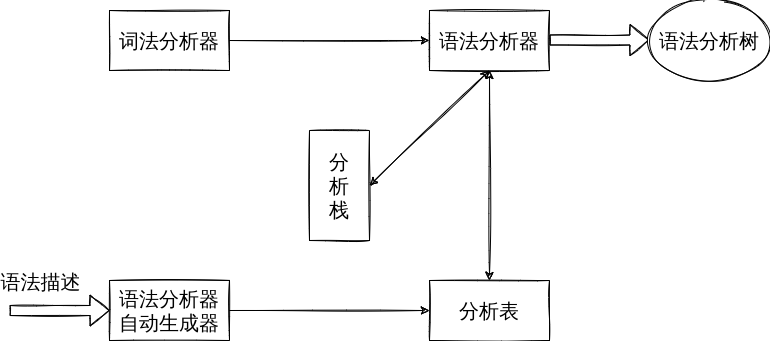 词法分析器
语法分析器
语法分析树
分
析
栈
语法描述
语法分析器
自动生成器
分析表